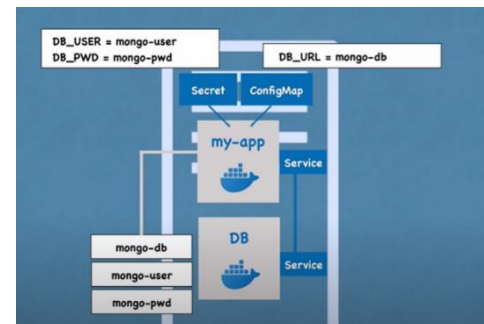 DB_USER = mongo-user
DB_PWD = mongo-pwd
DB_URL = mongo-db
Secret
ConfigMap
my-app
Service
DB
Service
mongo-db
mongo-user
mongo-pwd